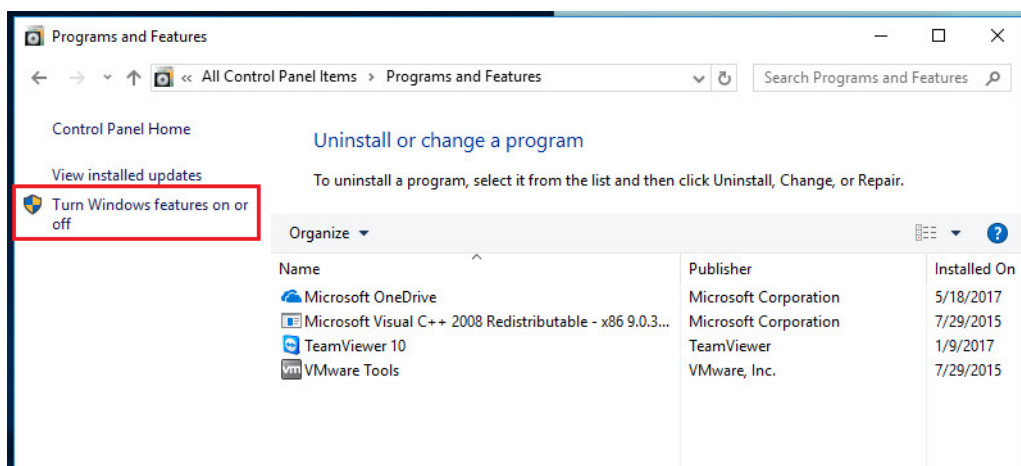 Programs and Features
« All Control Panel Items > Programs and Features
Search Programs and Features
Control Panel Home
View installed updates
Turn Windows features on or
off
Uninstall or change a program
To uninstall a program, select it from the list and then click Uninstall, Change, or Repair.
Organize
Name Publisher Installed On
Microsoft OneDrive Microsoft Corporation 5/18/2017
Microsoft Visual C++ 2008 Redistributable - x86 9.0.3... Microsoft Corporation 7/29/2015
TeamViewer 10 TeamViewer 1/9/2017
vm VMware Tools VMware, Inc. 7/29/2015